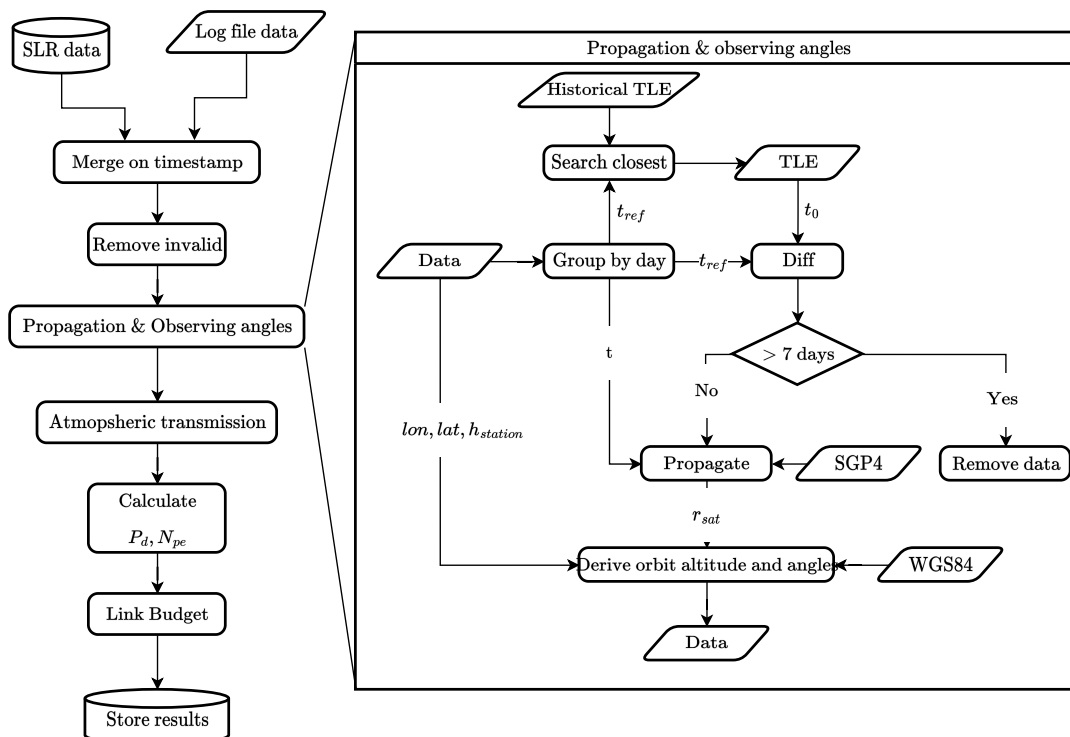 SLR data
Log file data
Merge on timestamp
Remove invalid
Propagation & Observing angles
Atmopsheric transmission
Calculate
P_d, N_pe
Link Budget
Store results
Propagation & observing angles
Historical TLE
Search closest
TLE
t_ref
t_0
Data
Group by day
t_ref
Diff
t
> 7 days
No
Yes
lon, lat, h_station
Propagate
SGP4
Remove data
r_sat
Derive orbit altitude and angles
WGS84
Data